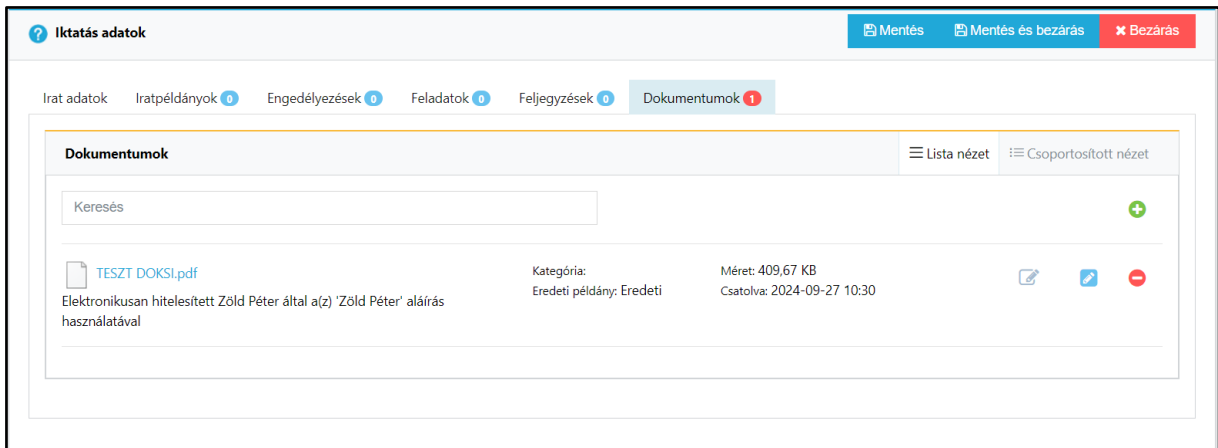 Iktatás adatok
Mentés
Mentés és bezárás
Bezárás
Irat adatok
Iratpéldányok 0
Engedélyezések 0
Feladatok 0
Feljegyzések 0
Dokumentumok 1
Dokumentumok
Lista nézet
Csoportosított nézet
Keresés
TESZT DOKSI.pdf
Elektronikusan hitelesített Zöld Péter által a(z) 'Zöld Péter' aláírás
használatával
Kategória:
Eredeti példány: Eredeti
Méret: 409,67 KB
Csatolva: 2024-09-27 10:30